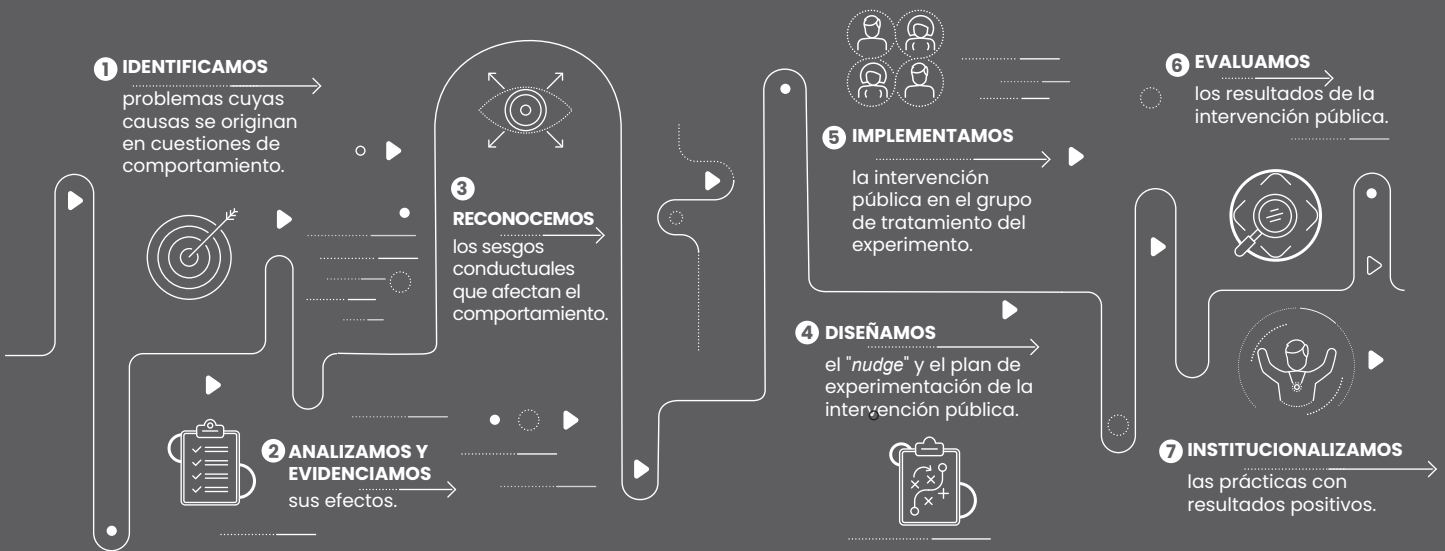 1 IDENTIFICAMOS
problemas cuyas
causas se originan
en cuestiones de
comportamiento.
2 ANALIZAMOS Y
EVIDENCIAMOS
sus efectos.
3
RECONOCEMOS
los sesgos
conductuales
que afectan el
comportamiento.
4 DISEÑAMOS
el "nudge" y el plan de
experimentación de la
intervención pública.
5 IMPLEMENTAMOS
la intervención
pública en el grupo
de tratamiento del
experimento.
6 EVALUAMOS
los resultados de la
intervención pública.
7 INSTITUCIONALIZAMOS
las prácticas con
resultados positivos.